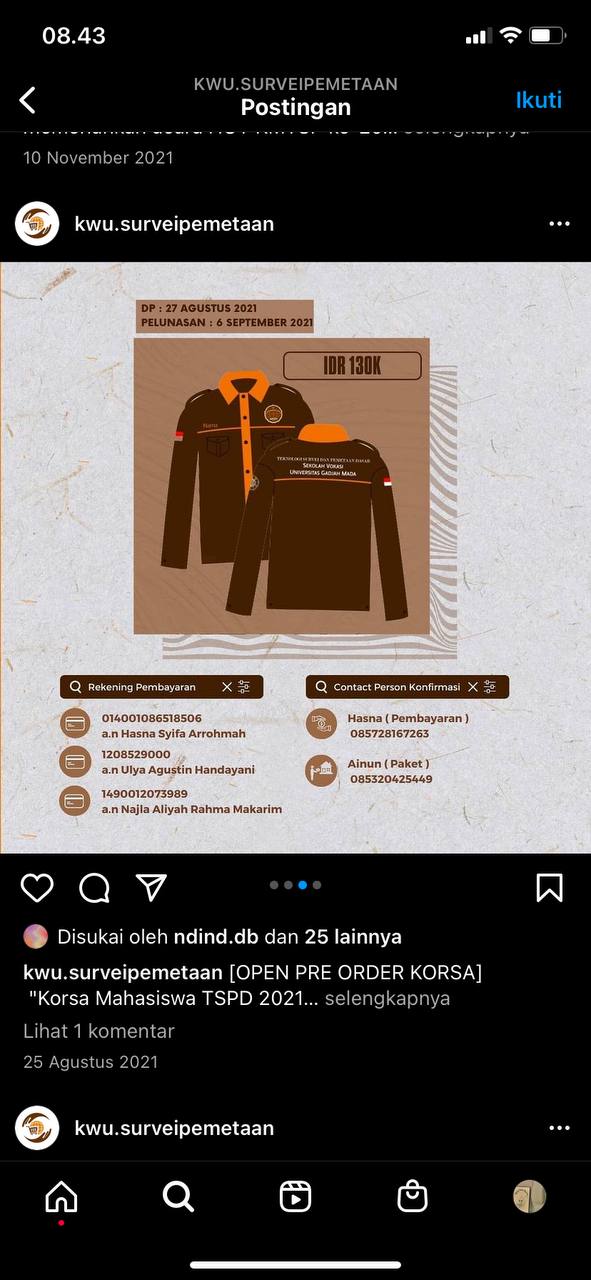 08.43
KWU.SURVEIPEMETAAN
Postingan
Ikuti
selengkapnya
10 November 2021
kwu.surveipemetaan
DP : 27 AGUSTUS 2021
PELUNASAN : 6 SEPTEMBER 2021
IDR 130K
Nama
TEKNOLOGI SURVEI DAN PEMETAAN DASAR
SEKOLAH VOKASI
UNIVERSITAS GADJAH MADA
Rekening Pembayaran
014001086518506
a.n Hasna Syifa Arrohmah
1208529000
a.n Ulya Agustin Handayani
1490012073989
a.n Najla Aliyah Rahma Makarim
Contact Person Konfirmasi
Hasna ( Pembayaran )
085728167263
Ainun ( Paket )
085320425449
Disukai oleh ndind.db dan 25 lainnya
kwu.surveipemetaan [OPEN PRE ORDER KORSA]
"Korsa Mahasiswa TSPD 2021... selengkapnya
Lihat 1 komentar
25 Agustus 2021
kwu.surveipemetaan